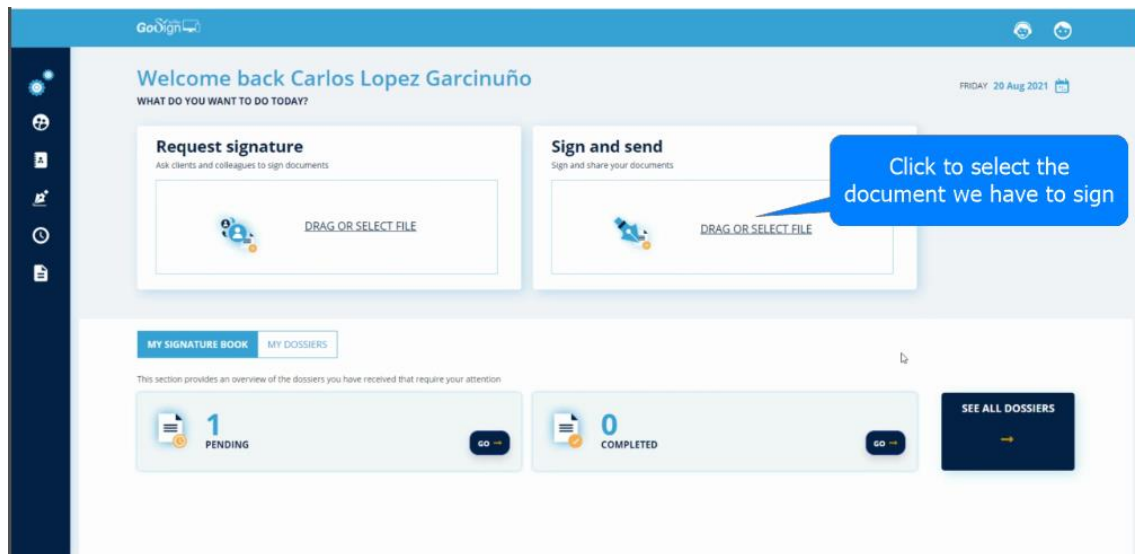 GoSign
Welcome back Carlos Lopez Garcinuño
WHAT DO YOU WANT TO DO TODAY?
FRIDAY 20 Aug 2021
Request signature
Ask clients and colleagues to sign documents
DRAG OR SELECT FILE
Sign and send
Sign and share your documents
DRAG OR SELECT FILE
Click to select the
document we have to sign
MY SIGNATURE BOOK
MY DOSSIERS
This section provides an overview of the dossiers you have received that require your attention
1
PENDING
GO
0
COMPLETED
GO
SEE ALL DOSSIERS